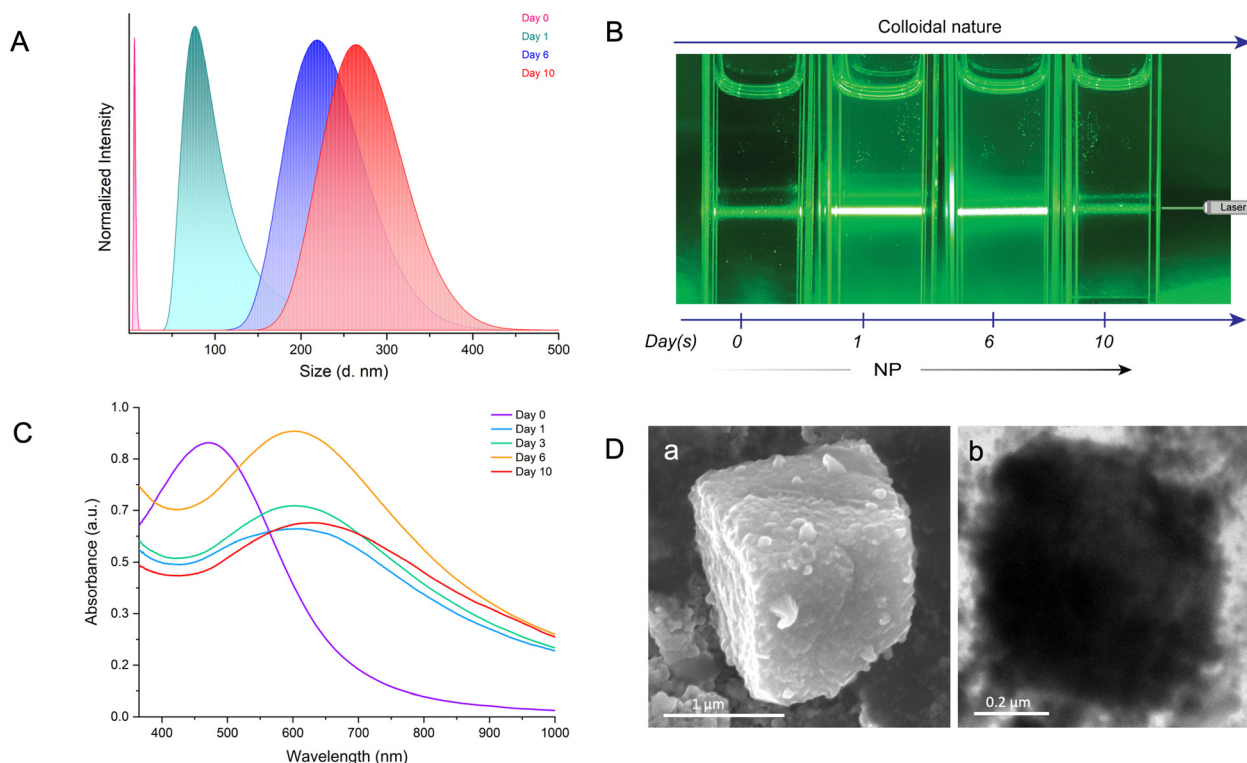 A
Day 0
Day 1
Day 6
Day 10
Normalized Intensity
100
200
300
400
500
Size (d. nm)
B
Colloidal nature
Laser
Day(s)
0
1
6
10
NP
C
Day 0
Day 1
Day 3
Day 6
Day 10
Absorbance (a.u.)
1.0
0.8
0.7
0.5
0.3
0.2
0.0
400
500
600
700
800
900
1000
Wavelength (nm)
D
a
1 µm
b
0.2 µm